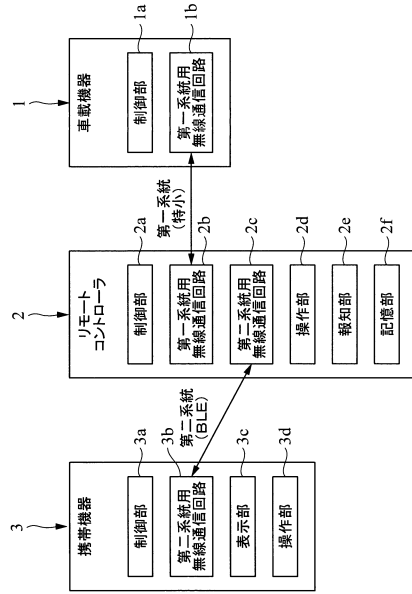 3
携帯機器
制御部
3a
第二系統用
無線通信回路
3b
表示部
3c
操作部
3d
第二系統
(BLE)
2
リモート
コントローラ
制御部
2a
第一系統用
無線通信回路
2b
第二系統用
無線通信回路
2c
操作部
2d
報知部
2e
記憶部
2f
第一系統
(特小)
1
車載機器
制御部
1a
第一系統用
無線通信回路
1b